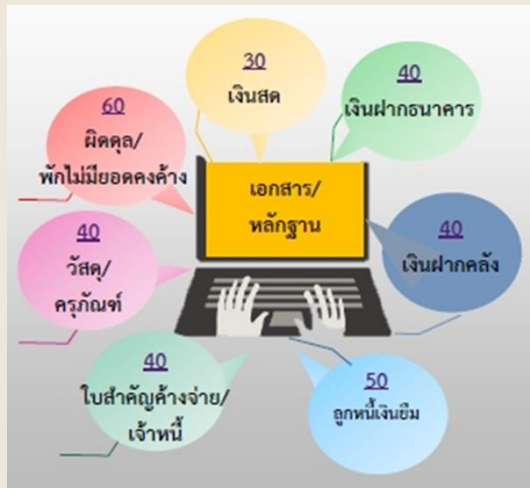 30
เงินสด
40
เงินฝากธนาคาร
60
ผิดดุล/
พักไม่มียอดคงค้าง
เอกสาร/
หลักฐาน
40
เงินฝากคลัง
40
วัสดุ/
ครุภัณฑ์
40
ใบสำคัญค้างจ่าย/
เจ้าหนี้
50
ลูกหนี้เงินยืม